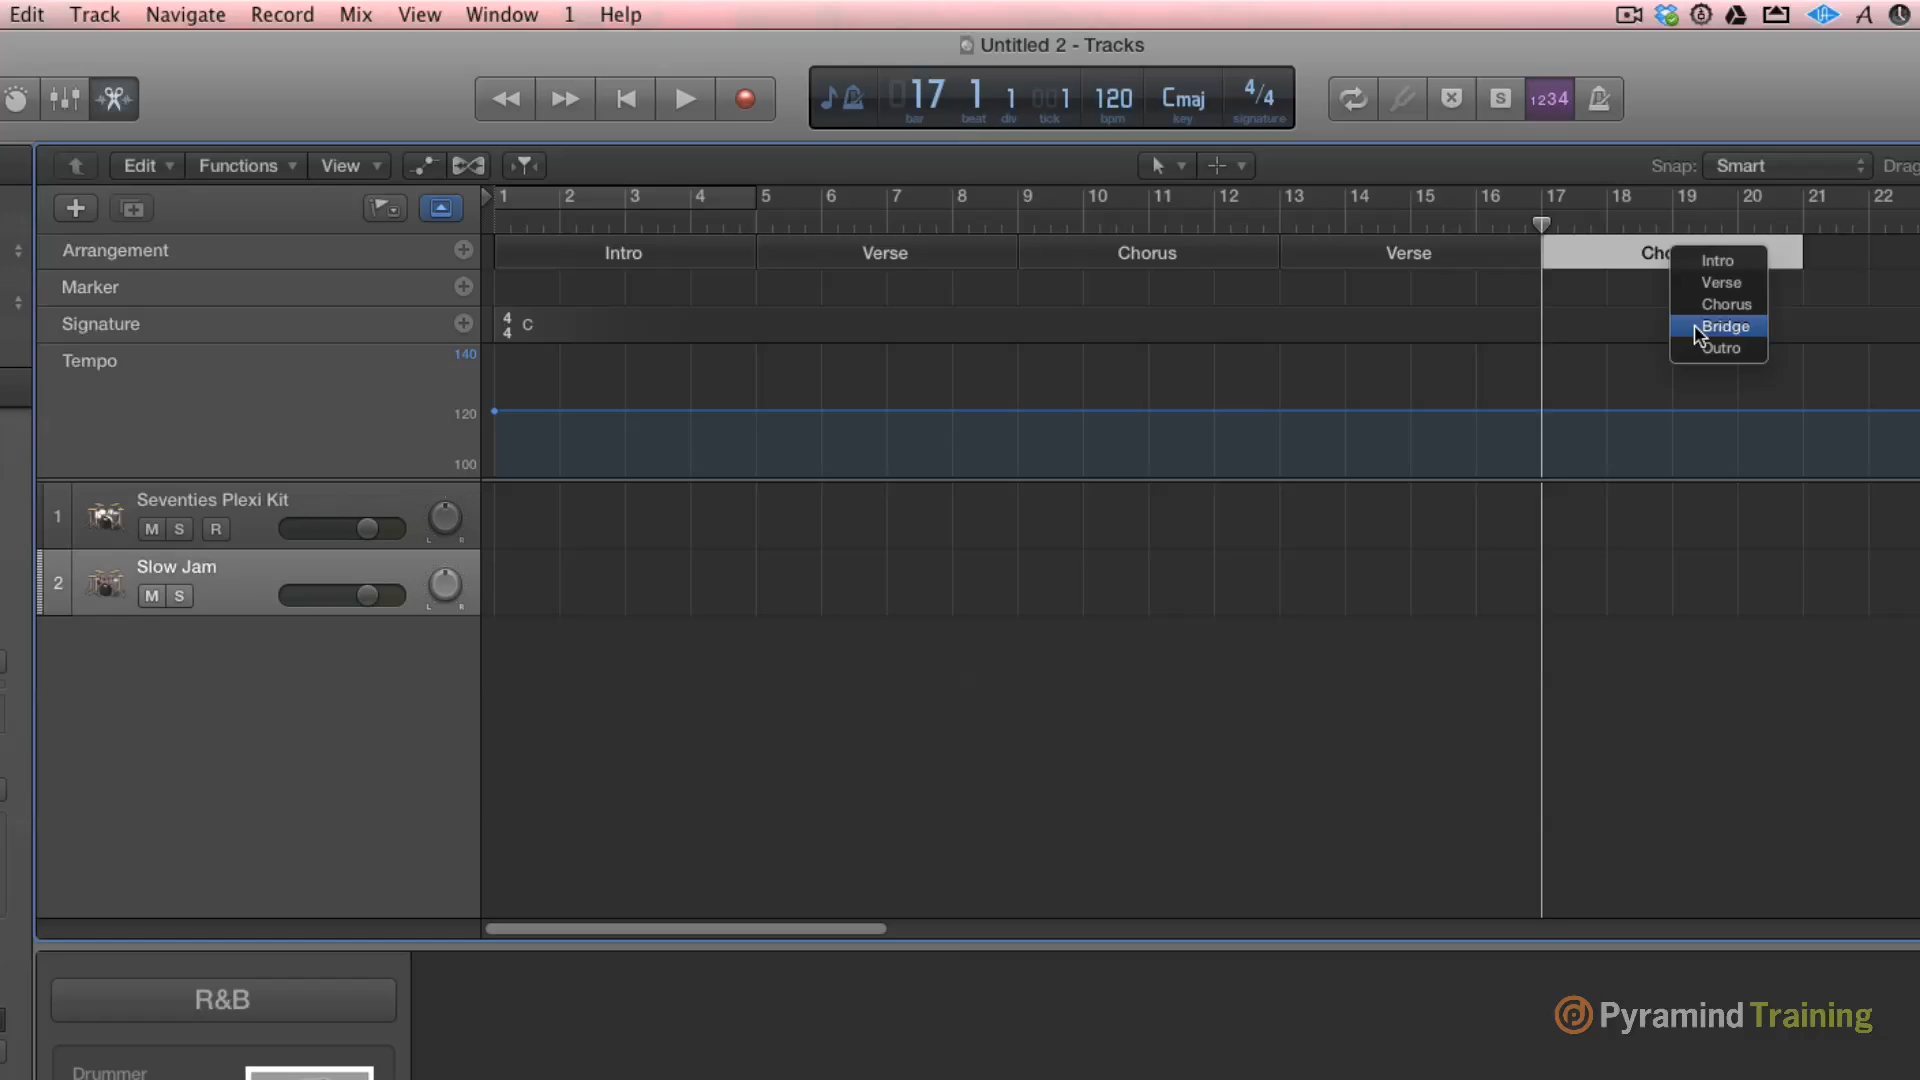 Edit Track Navigate Record Mix View Window 1 Help
Untitled 2 - Tracks
17 1 1 1 120 Cmaj 4/4
bar beat div tick bpm key signature
S 1234
Edit Functions View Snap: Smart Drag
1 2 3 4 5 6 7 8 9 10 11 12 13 14 15 16 17 18 19 20 21 22
Arrangement Intro Verse Chorus Verse Cho
Intro
Verse
Chorus
Bridge
Outro
Marker
Signature 4/4 C
Tempo 140
120
100
1 Seventies Plexi Kit
M S R L R
2 Slow Jam
M S L R
R&B
Pyramind Training
Drummer